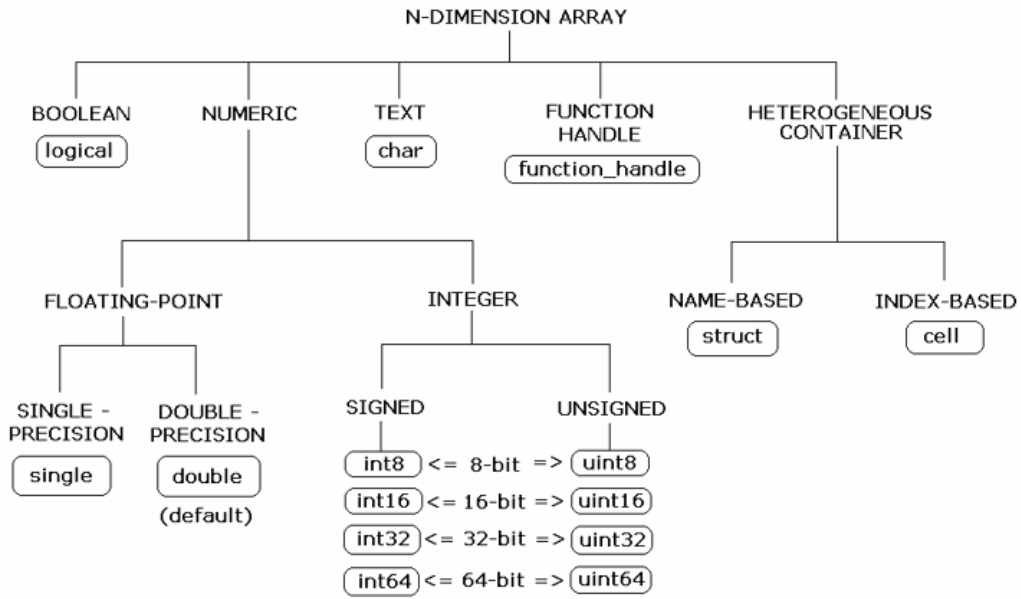 N-DIMENSION ARRAY
BOOLEAN
logical
NUMERIC
TEXT
char
FUNCTION
HANDLE
function_handle
HETEROGENEOUS
CONTAINER
FLOATING-POINT
INTEGER
NAME-BASED
struct
INDEX-BASED
cell
SINGLE -
PRECISION
single
DOUBLE -
PRECISION
double
(default)
SIGNED
UNSIGNED
int8 <= 8-bit => uint8
int16 <= 16-bit => uint16
int32 <= 32-bit => uint32
int64 <= 64-bit => uint64